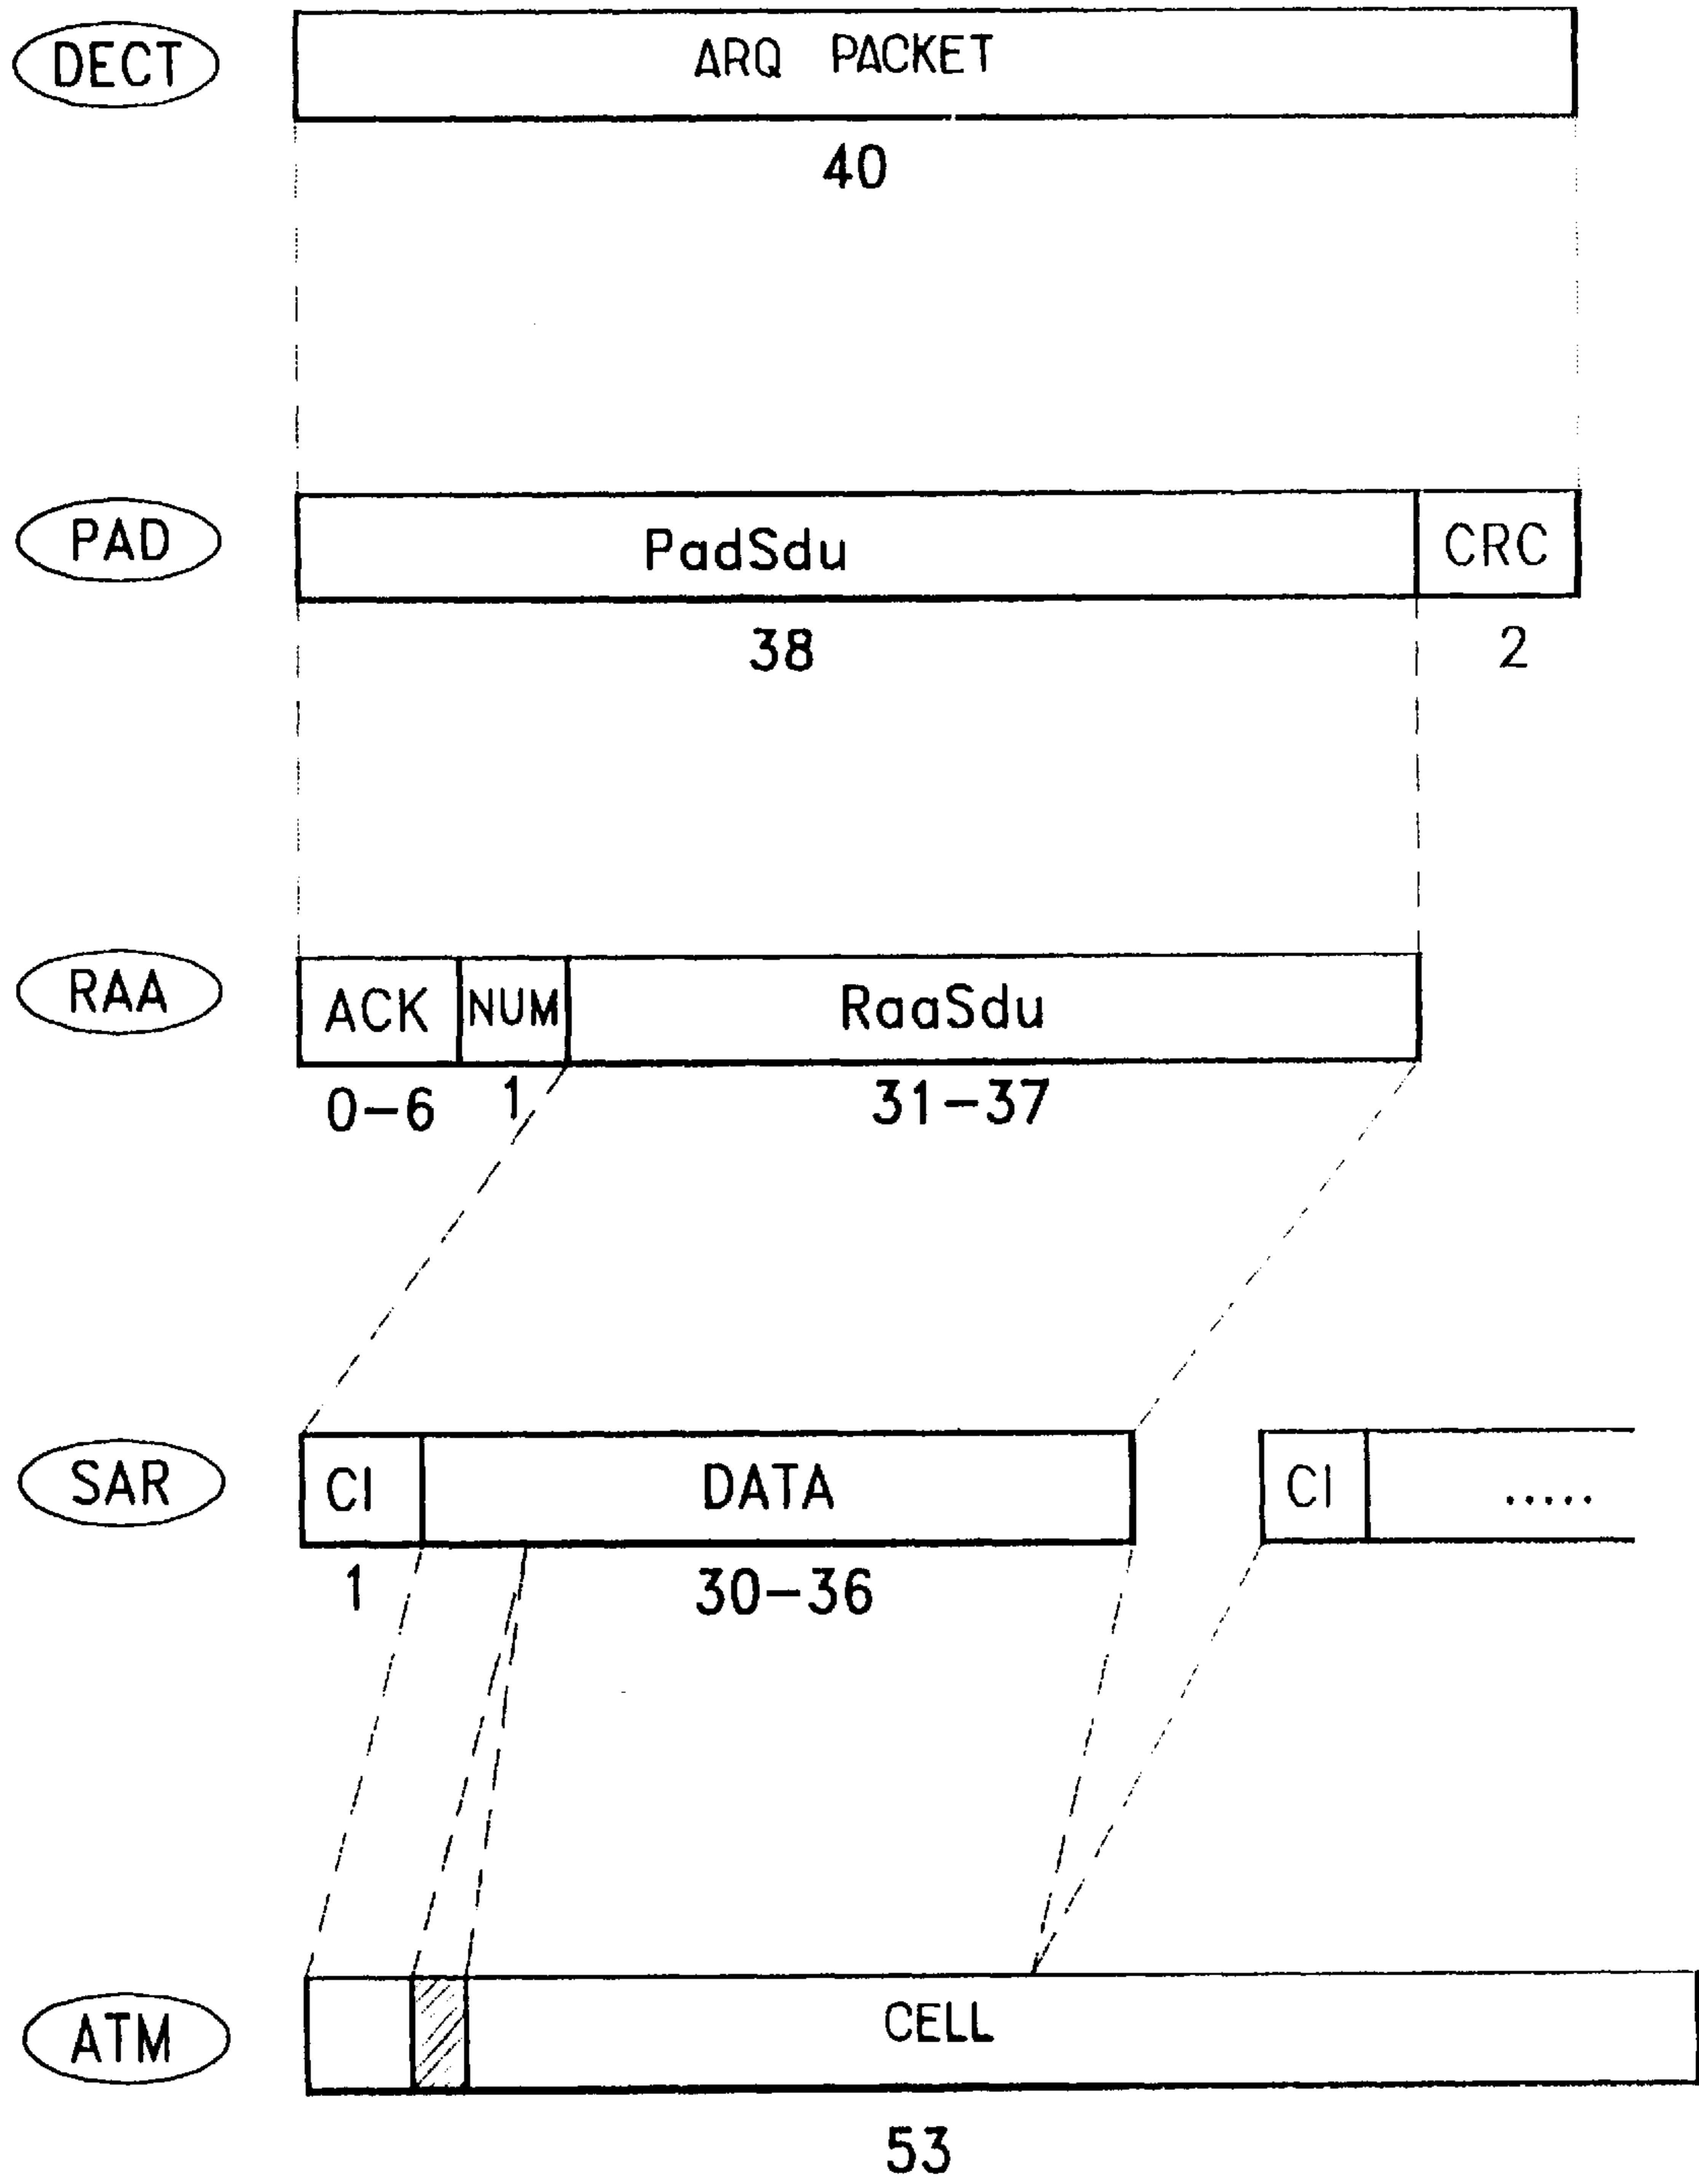 DECT
ARQ PACKET
40
PAD
PadSdu
CRC
38
2
RAA
ACK
NUM
RaaSdu
0-6
1
31-37
SAR
CI
DATA
CI
.....
1
30-36
ATM
CELL
53